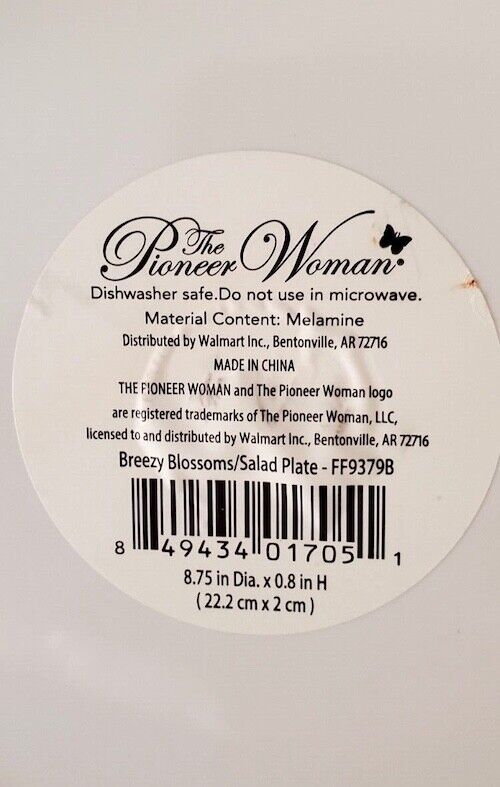 The
Pioneer Woman®
Dishwasher safe.Do not use in microwave.
Material Content: Melamine
Distributed by Walmart Inc., Bentonville, AR 72716
MADE IN CHINA
THE PIONEER WOMAN and The Pioneer Woman logo
are registered trademarks of The Pioneer Woman, LLC,
licensed to and distributed by Walmart Inc., Bentonville, AR 72716
Breezy Blossoms/Salad Plate - FF9379B
8 49434 01705 1
8.75 in Dia. x 0.8 in H
( 22.2 cm x 2 cm )